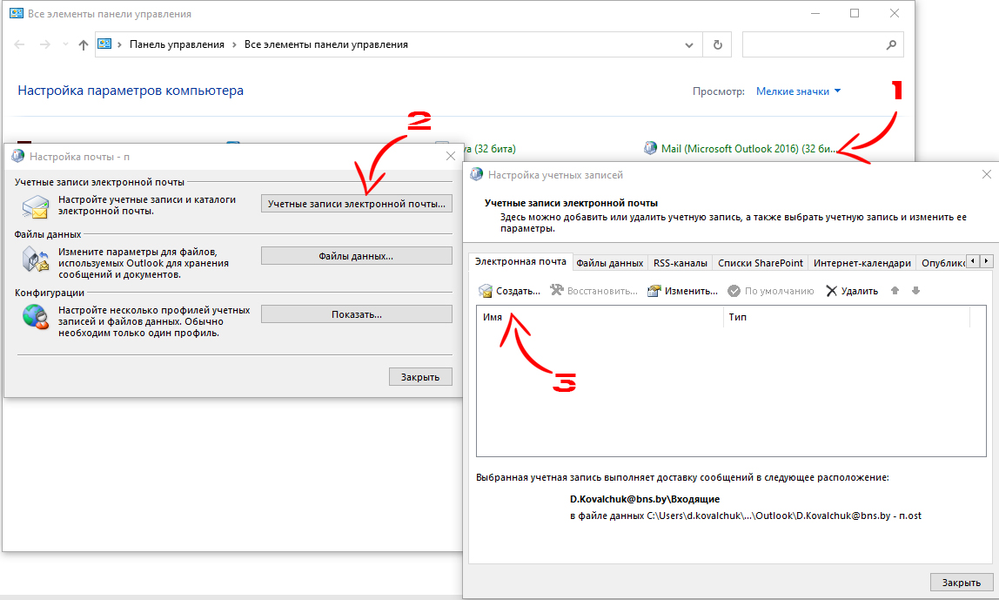 Все элементы панели управления
Панель управления › Все элементы панели управления
Настройка параметров компьютера
Просмотр: Мелкие значки
1
2
(32 бита)
Mail (Microsoft Outlook 2016) (32 би...
Настройка почты - п
Учетные записи электронной почты
Настройте учетные записи и каталоги
электронной почты.
Учетные записи электронной почты...
Файлы данных
Измените параметры для файлов,
используемых Outlook для хранения
сообщений и документов.
Файлы данных...
Конфигурации
Настройте несколько профилей учетных
записей и файлов данных. Обычно
необходим только один профиль.
Показать...
Закрыть
Настройка учетных записей
Учетные записи электронной почты
Здесь можно добавить или удалить учетную запись, а также выбрать учетную запись и изменить ее
параметры.
Электронная почта Файлы данных RSS-каналы Списки SharePoint Интернет-календари
Создать... Восстановить... Изменить... По умолчанию Удалить
Имя Тип
3
Выбранная учетная запись выполняет доставку сообщений в следующее расположение:
D.Kovalchuk@bns.by\Входящие
в файле данных C:\Users\d.kovalchuk\...\Outlook\D.Kovalchuk@bns.by - п.ost
Закрыть